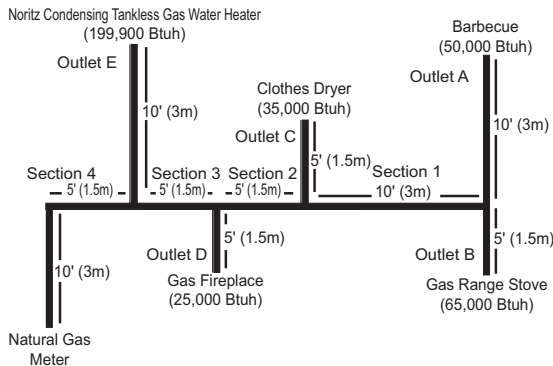 Noritz Condensing Tankless Gas Water Heater
(199,900 Btuh)
Outlet E
10' (3m)
Barbecue
(50,000 Btuh)
Outlet A
10' (3m)
Clothes Dryer
(35,000 Btuh)
Outlet C
5' (1.5m)
Section 4
5' (1.5m)
Section 3
5' (1.5m)
Section 2
5' (1.5m)
Section 1
10' (3m)
10' (3m)
Natural Gas
Meter
Outlet D
5' (1.5m)
Gas Fireplace
(25,000 Btuh)
Outlet B
5' (1.5m)
Gas Range Stove
(65,000 Btuh)